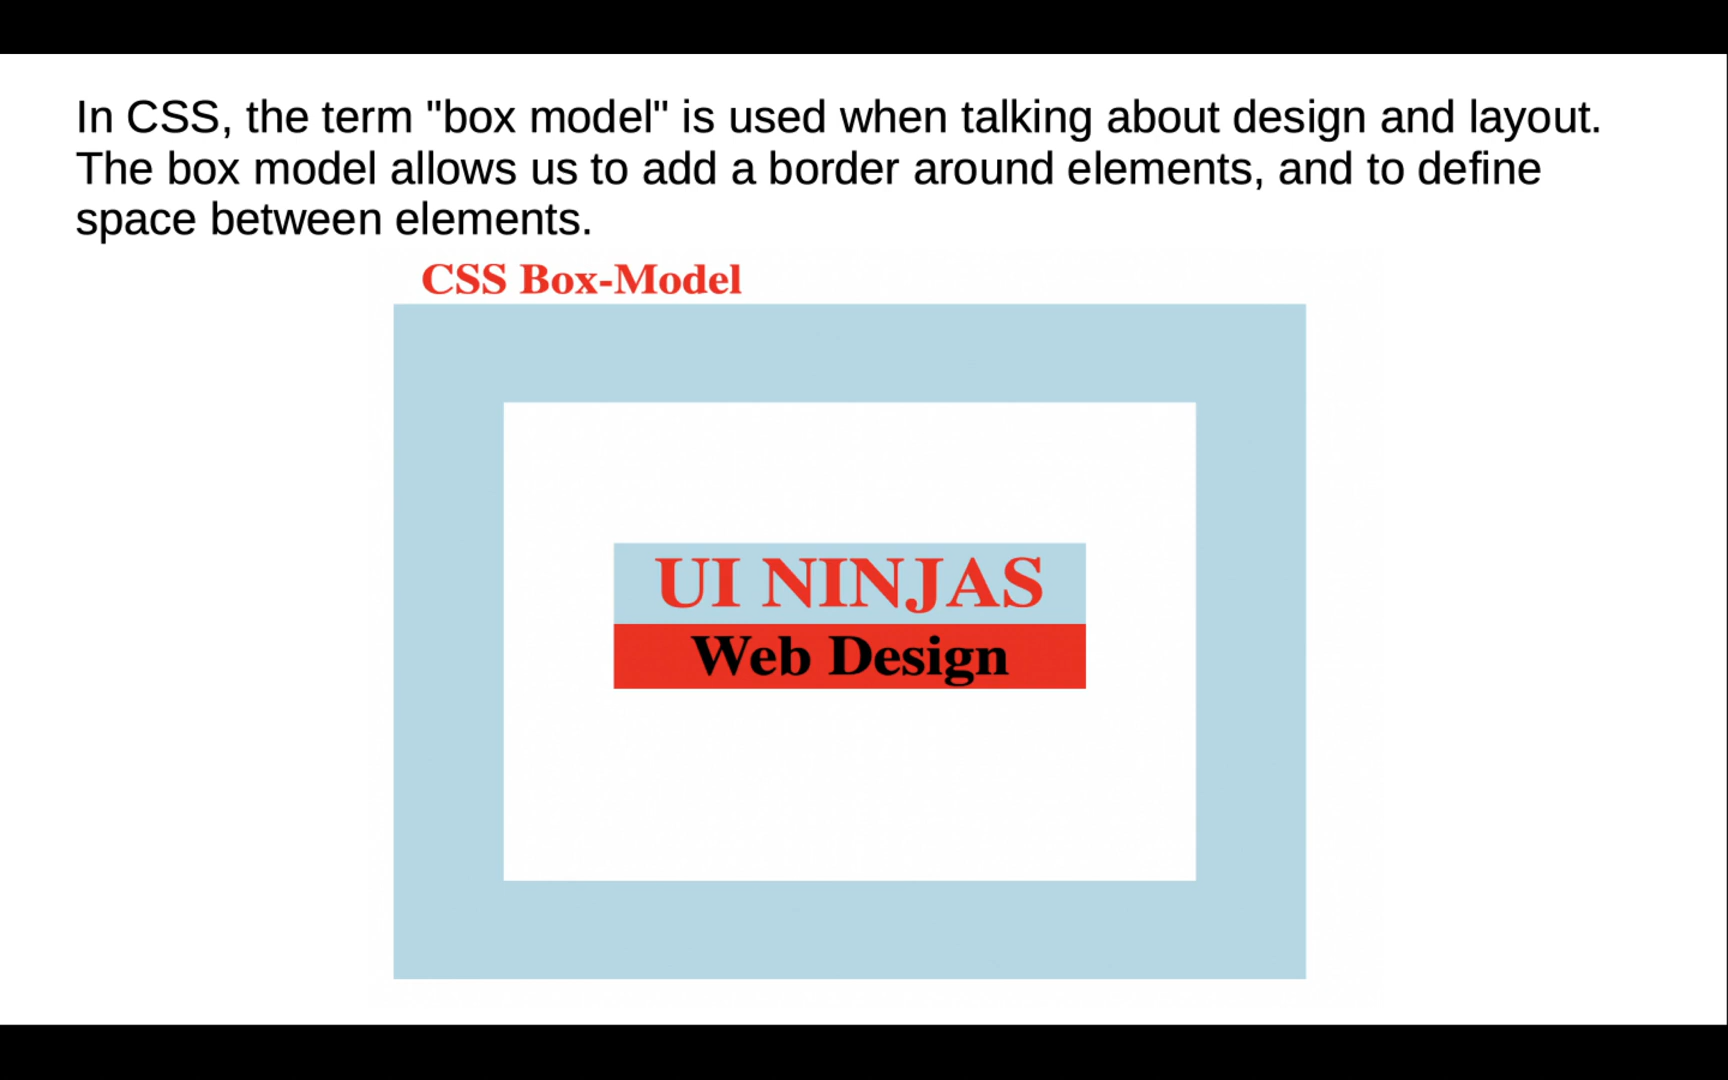 In CSS, the term "box model" is used when talking about design and layout.
The box model allows us to add a border around elements, and to define
space between elements.
CSS Box-Model
UI NINJAS
Web Design